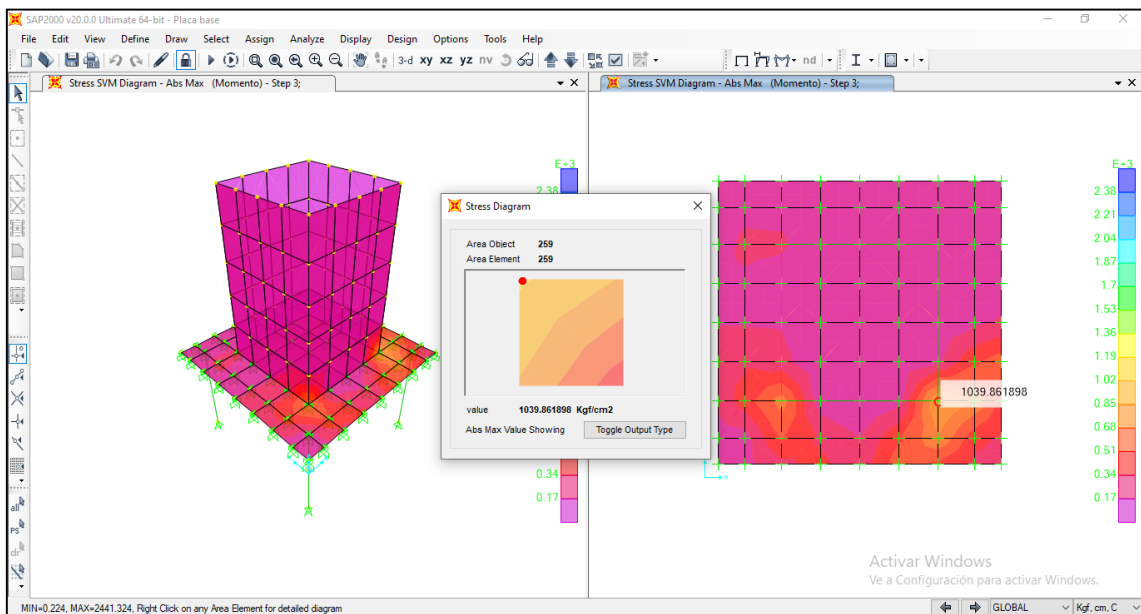 SAP2000 v20.0.0 Ultimate 64-bit - Placa base
File Edit View Define Draw Select Assign Analyze Display Design Options Tools Help
3-d xy xz yz nv nd
Stress SVM Diagram - Abs Max (Momento) - Step 3;
Stress SVM Diagram - Abs Max (Momento) - Step 3;
E+3
2.38
0.34
0.17
Stress Diagram
Area Object 259
Area Element 259
value 1039.861898 Kgf/cm2
Abs Max Value Showing Toggle Output Type
1039.861898
x
E+3
2.38
2.21
2.04
1.87
1.7
1.53
1.36
1.19
1.02
0.85
0.68
0.51
0.34
0.17
all
PS
clr
Activar Windows
Ve a Configuración para activar Windows.
MIN=0.224, MAX=2441.324, Right Click on any Area Element for detailed diagram
GLOBAL
Kgf, cm, C